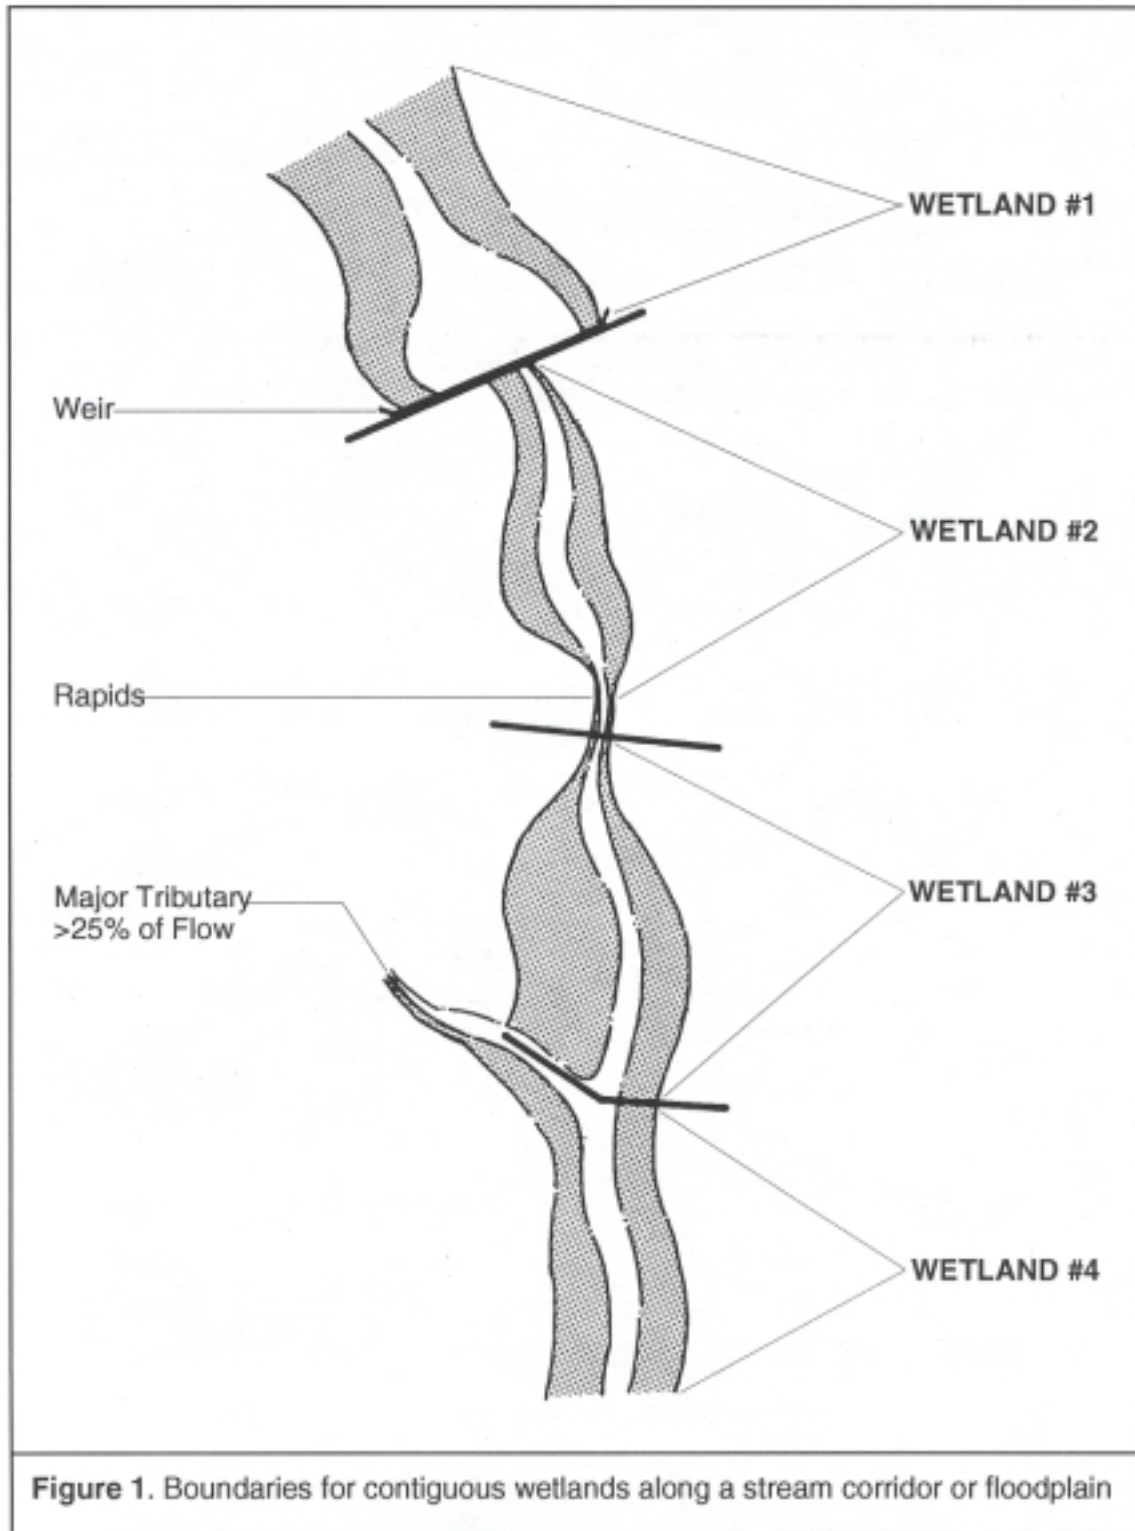 WETLAND #1
Weir
WETLAND #2
Rapids
WETLAND #3
Major Tributary
>25% of Flow
WETLAND #4
Figure 1. Boundaries for contiguous wetlands along a stream corridor or floodplain